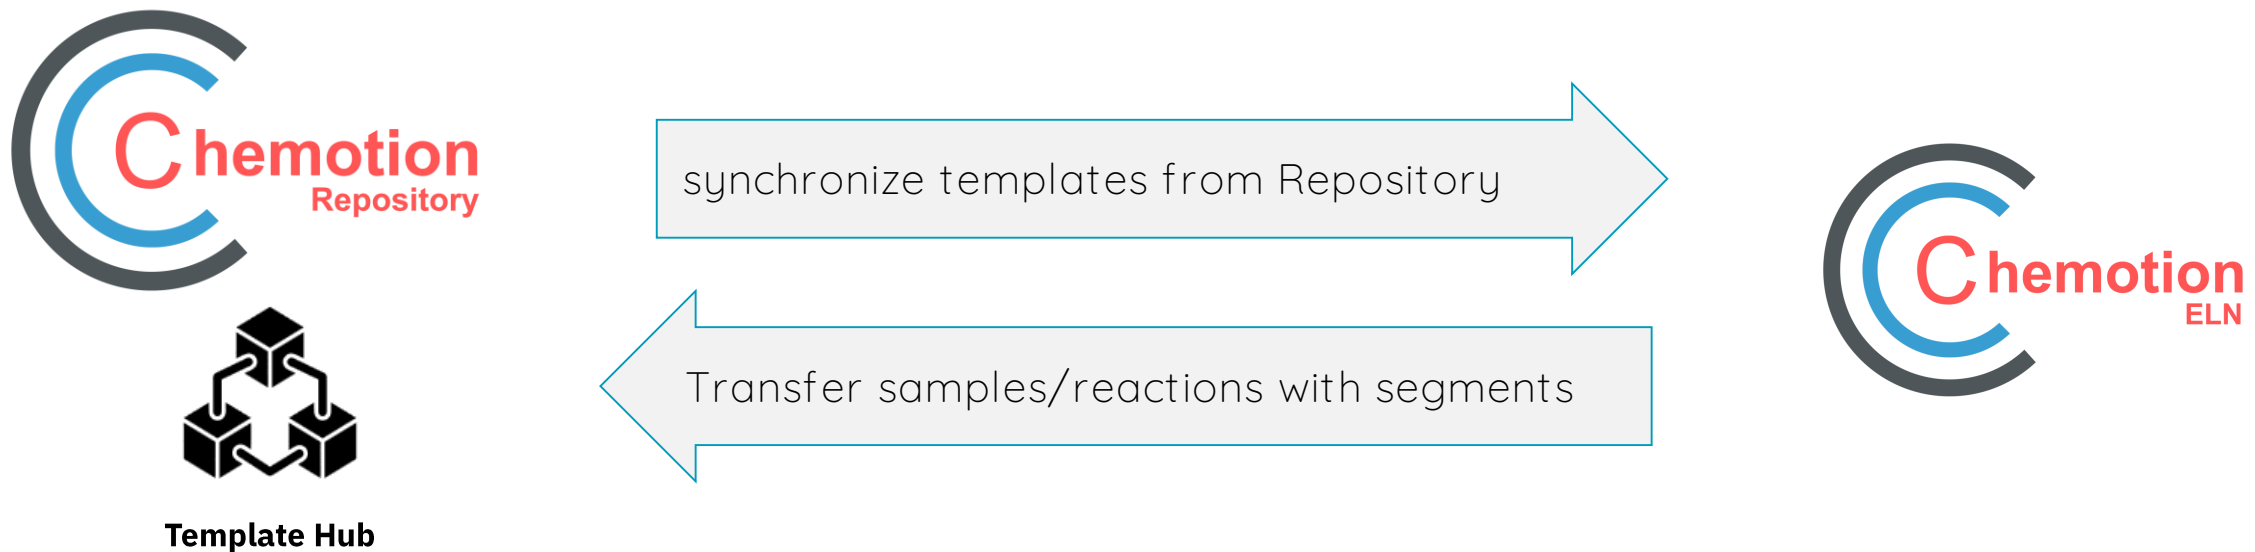 Chemotion
Repository
synchronize templates from Repository
Chemotion
ELN
Transfer samples/reactions with segments
Template Hub